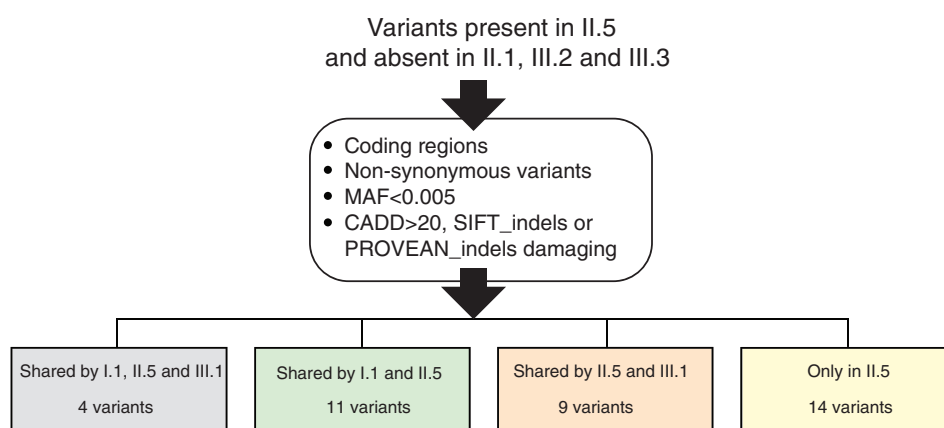 Variants present in II.5
and absent in II.1, III.2 and III.3
• Coding regions
• Non-synonymous variants
• MAF<0.005
• CADD>20, SIFT_indels or
PROVEAN_indels damaging
Shared by I.1, II.5 and III.1
4 variants
Shared by I.1 and II.5
11 variants
Shared by II.5 and III.1
9 variants
Only in II.5
14 variants